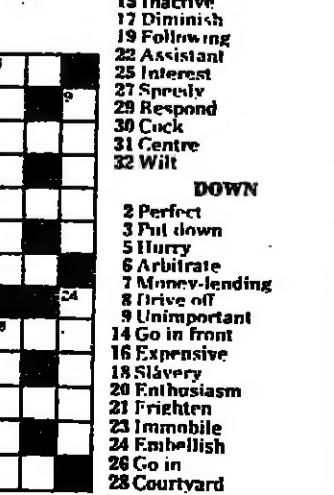 13 Inactive
17 Diminish
19 Following
22 Assistant
25 Interest
27 Speedy
29 Respond
30 Cock
31 Centre
32 Wilt
DOWN
2 Perfect
3 Put down
5 Hurry
6 Arbitrate
7 Money-lending
8 Drive off
9 Unimportant
14 Go in front
16 Expensive
18 Slavery
20 Enthusiasm
21 Frighten
23 Immobile
24 Embellish
26 Go in
28 Courtyard
9
24